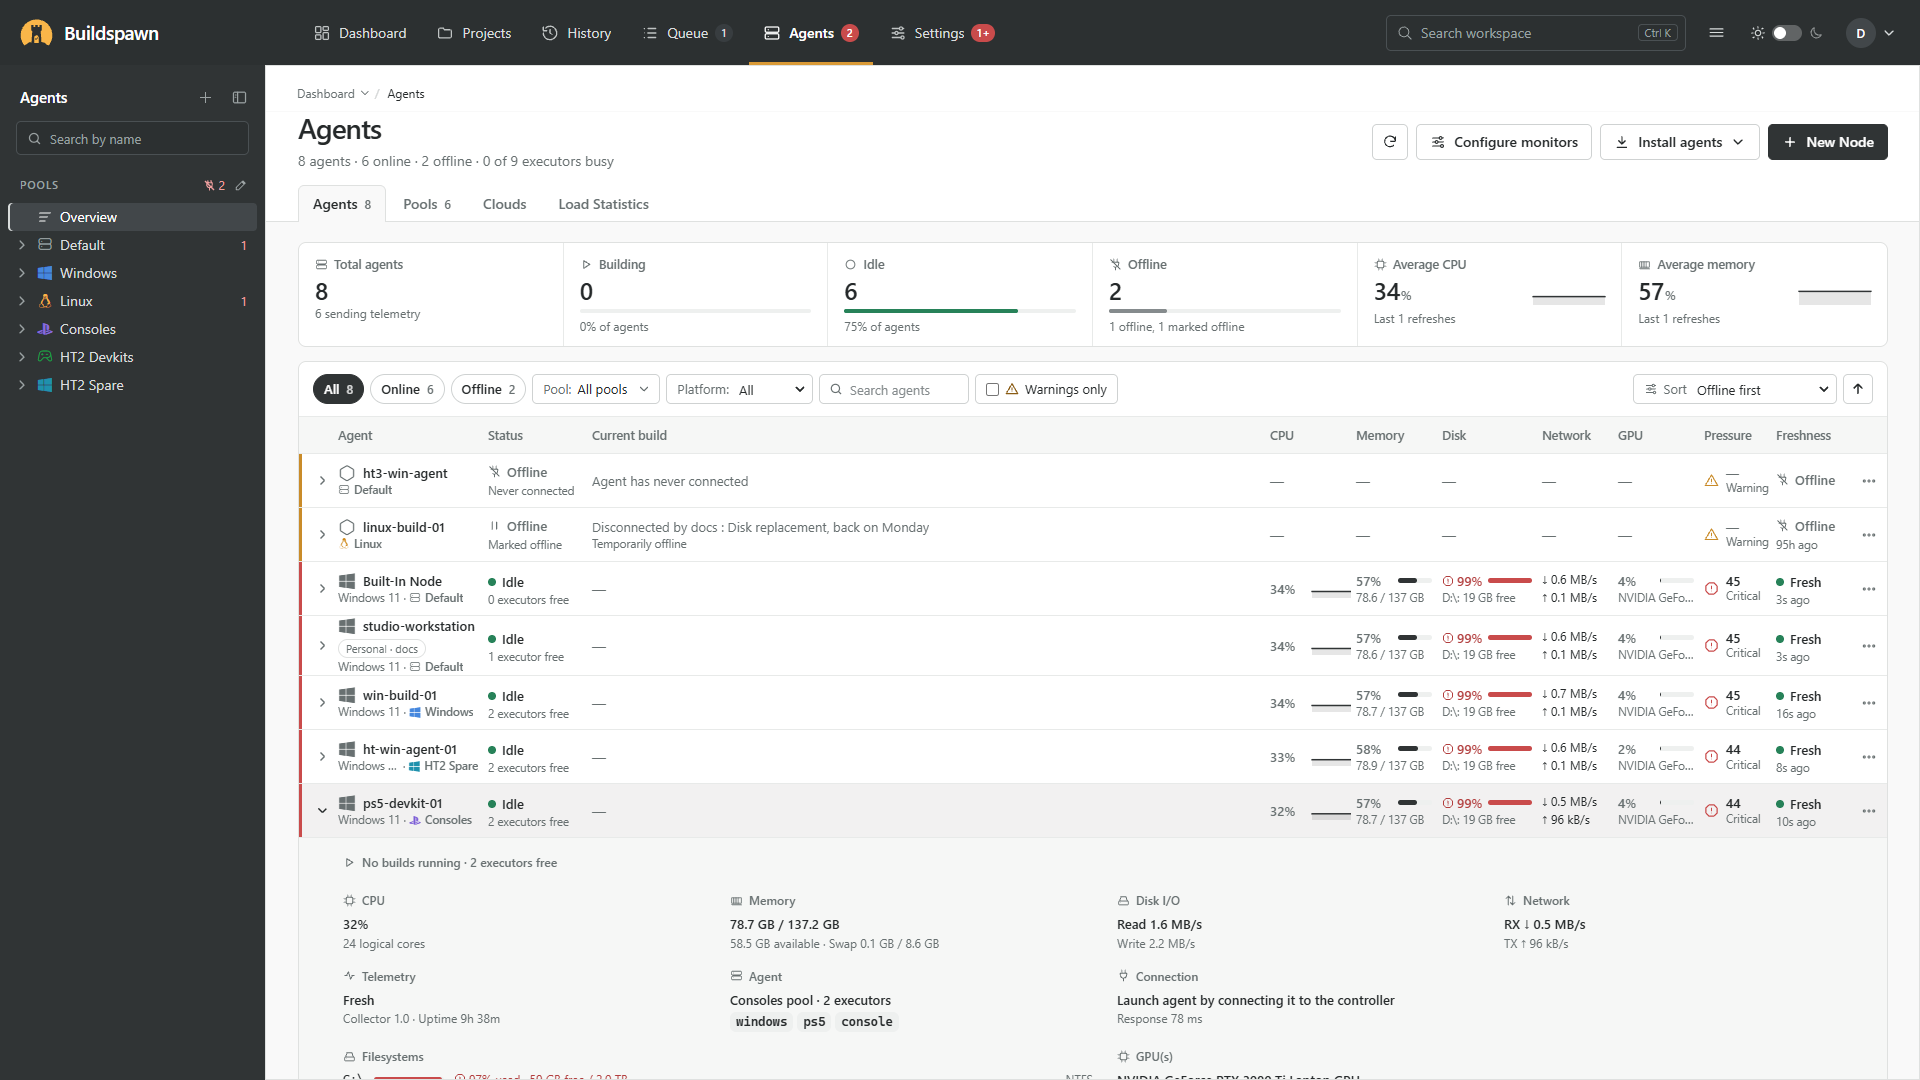 Buildspawn
Dashboard
Projects
History
Queue 1
Agents 2
Settings 1+
Search workspace Ctrl K
D
Agents
Search by name
POOLS 2
Overview
Default 1
Windows
Linux 1
Consoles
HT2 Devkits
HT2 Spare
Dashboard / Agents
Agents
8 agents · 6 online · 2 offline · 0 of 9 executors busy
Configure monitors
Install agents
New Node
Agents 8
Pools 6
Clouds
Load Statistics
Total agents
8
6 sending telemetry
Building
0
0% of agents
Idle
6
75% of agents
Offline
2
1 offline, 1 marked offline
Average CPU
34%
Last 1 refreshes
Average memory
57%
Last 1 refreshes
All 8
Online 6
Offline 2
Pool: All pools
Platform: All
Search agents
Warnings only
Sort Offline first
Agent Status Current build CPU Memory Disk Network GPU Pressure Freshness
ht3-win-agent
Default
Offline
Never connected
Agent has never connected
— — — — — —
Warning
Offline
linux-build-01
Linux
Offline
Marked offline
Disconnected by docs : Disk replacement, back on Monday
Temporarily offline
— — — — — —
Warning
Offline
95h ago
Built-In Node
Windows 11 · Default
Idle
0 executors free
—
34%
57%
78.6 / 137 GB
99%
D:\: 19 GB free
↓ 0.6 MB/s
↑ 0.1 MB/s
4%
NVIDIA GeFo...
45
Critical
Fresh
3s ago
studio-workstation
Personal · docs
Windows 11 · Default
Idle
1 executor free
—
34%
57%
78.6 / 137 GB
99%
D:\: 19 GB free
↓ 0.6 MB/s
↑ 0.1 MB/s
4%
NVIDIA GeFo...
45
Critical
Fresh
3s ago
win-build-01
Windows 11 · Windows
Idle
2 executors free
—
34%
57%
78.7 / 137 GB
99%
D:\: 19 GB free
↓ 0.7 MB/s
↑ 0.1 MB/s
4%
NVIDIA GeFo...
45
Critical
Fresh
16s ago
ht-win-agent-01
Windows ... · HT2 Spare
Idle
2 executors free
—
33%
58%
78.9 / 137 GB
99%
D:\: 19 GB free
↓ 0.6 MB/s
↑ 0.1 MB/s
2%
NVIDIA GeFo...
44
Critical
Fresh
8s ago
ps5-devkit-01
Windows 11 · Consoles
Idle
2 executors free
—
32%
57%
78.7 / 137 GB
99%
D:\: 19 GB free
↓ 0.5 MB/s
↑ 96 kB/s
4%
NVIDIA GeFo...
44
Critical
Fresh
10s ago
No builds running · 2 executors free
CPU
32%
24 logical cores
Memory
78.7 GB / 137.2 GB
58.5 GB available · Swap 0.1 GB / 8.6 GB
Disk I/O
Read 1.6 MB/s
Write 2.2 MB/s
Network
RX ↓ 0.5 MB/s
TX ↑ 96 kB/s
Telemetry
Fresh
Collector 1.0 · Uptime 9h 38m
Agent
Consoles pool · 2 executors
windows ps5 console
Connection
Launch agent by connecting it to the controller
Response 78 ms
Filesystems
C:\ 97% used · 59 GB free / 2.0 TB NTFS
GPU(s)
NVIDIA GeForce RTX 3080 Ti Laptop GPU